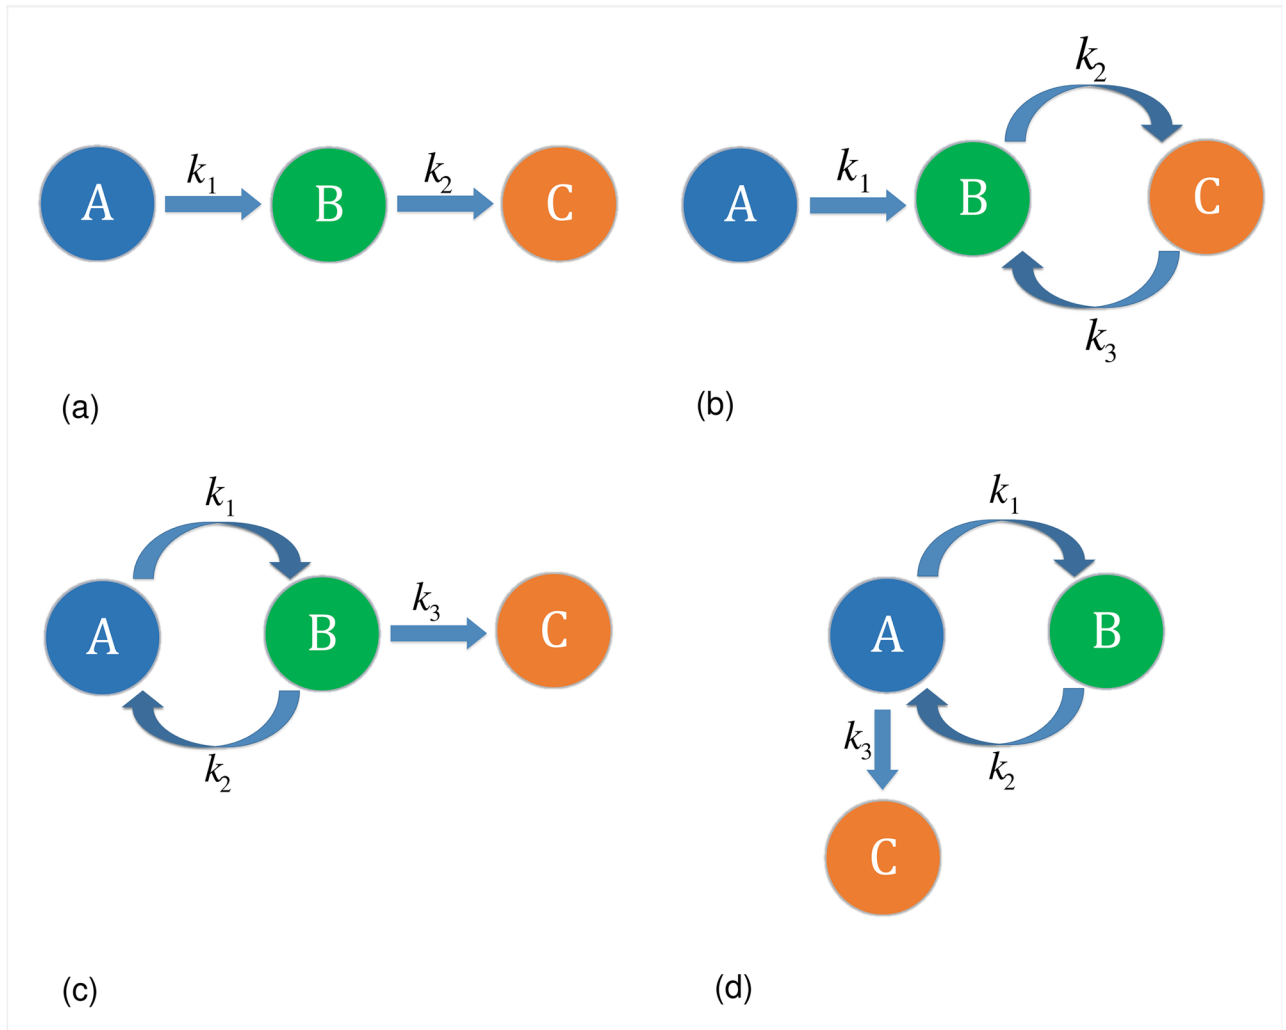 k₂
k₁ k₂ k₁
A B C A B C
k₃
(a) (b)
k₁ k₁
A B k₃ C A B
k₂ k₃ k₂
C
(c) (d)